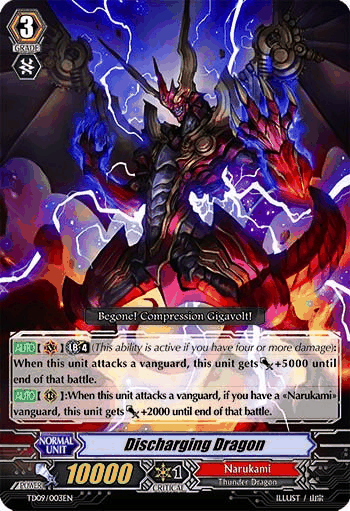 3
GRADE
Begone! Compression Gigavolt!
AUTO [ ] LB 4 (This ability is active if you have four or more damage):
When this unit attacks a vanguard, this unit gets +5000 until
end of that battle.
AUTO [ ]:When this unit attacks a vanguard, if you have a «Narukami»
vanguard, this unit gets +2000 until end of that battle.
NORMAL
UNIT
Discharging Dragon
TD09/003EN
POWER
10000
1
CRITICAL
Narukami
Thunder Dragon
ILLUST / 山宗